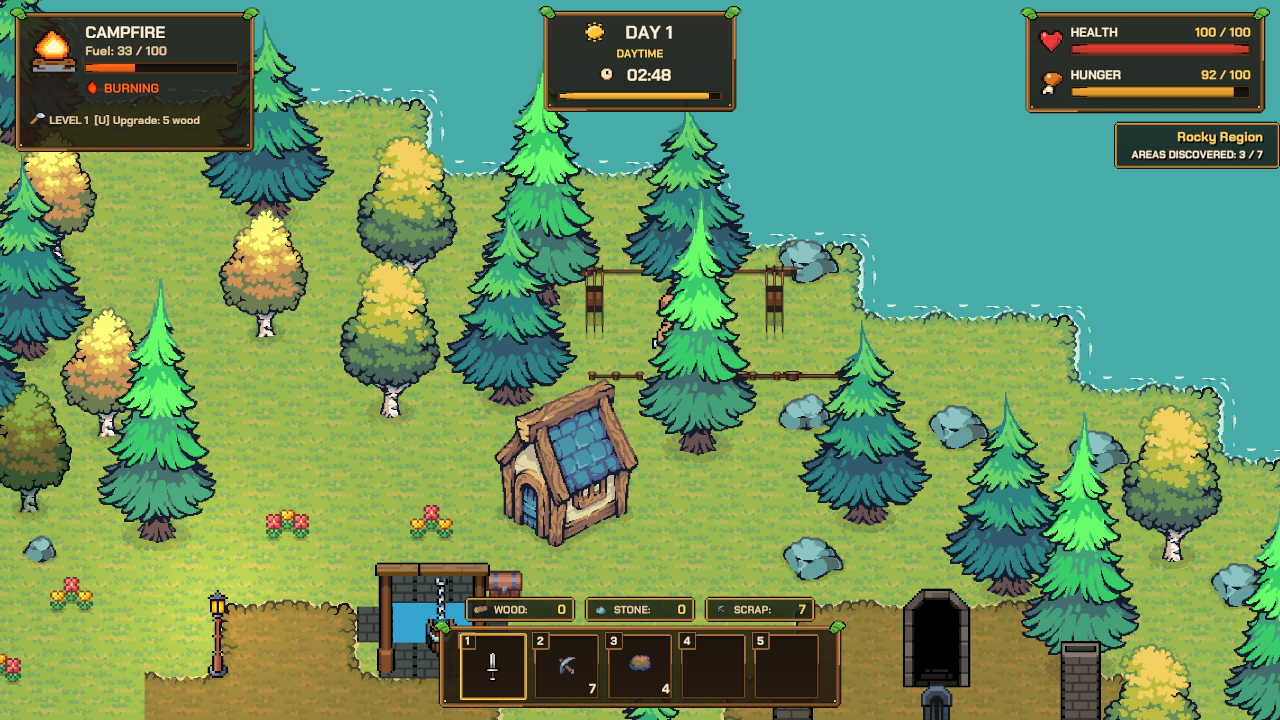 CAMPFIRE
Fuel: 33 / 100
BURNING
LEVEL 1 [U] Upgrade: 5 wood
DAY 1
DAYTIME
02:48
HEALTH 100 / 100
HUNGER 92 / 100
Rocky Region
AREAS DISCOVERED: 3 / 7
WOOD: 0 STONE: 0 SCRAP: 7
1 2 3 4 5
7 4